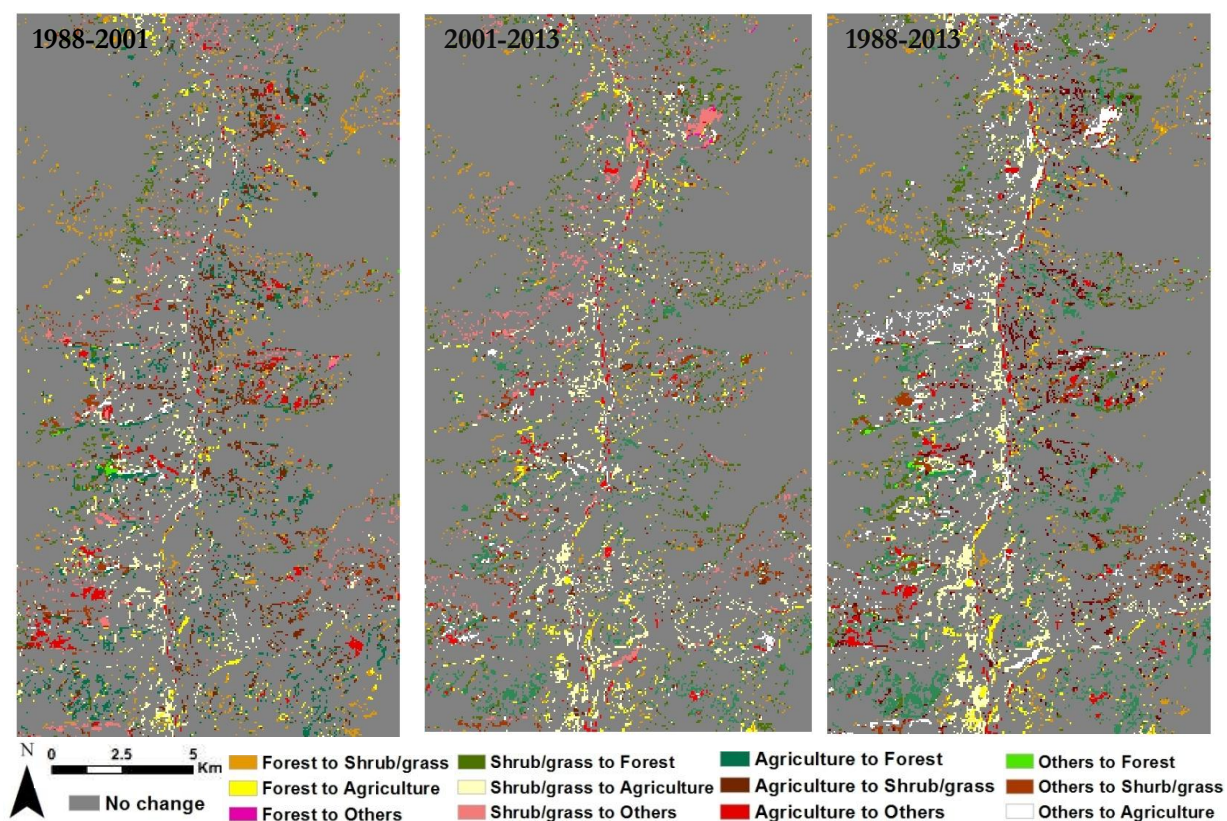 1988-2001
2001-2013
1988-2013
N
0 2.5 5
Km
No change
Forest to Shrub/grass
Forest to Agriculture
Forest to Others
Shrub/grass to Forest
Shrub/grass to Agriculture
Shrub/grass to Others
Agriculture to Forest
Agriculture to Shrub/grass
Agriculture to Others
Others to Forest
Others to Shurb/grass
Others to Agriculture